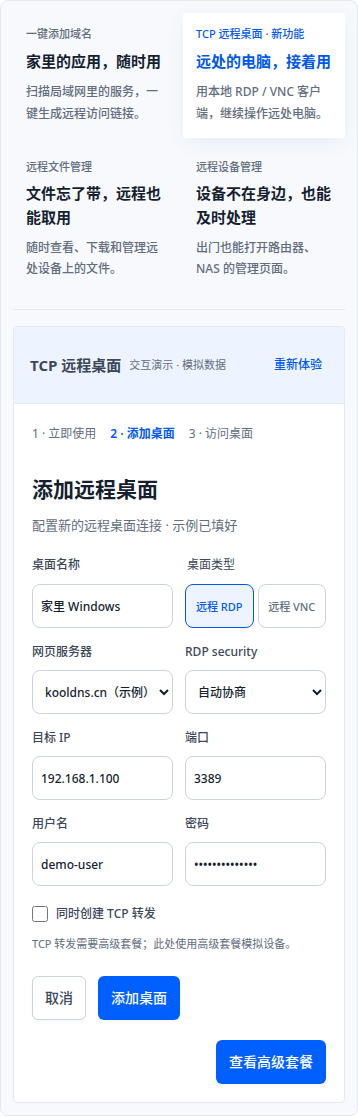 一键添加域名
家里的应用，随时用
扫描局域网里的服务，一
键生成远程访问链接。
TCP 远程桌面 · 新功能
远处的电脑，接着用
用本地 RDP / VNC 客户
端，继续操作远处电脑。
远程文件管理
文件忘了带，远程也
能取用
随时查看、下载和管理远
处设备上的文件。
远程设备管理
设备不在身边，也能
及时处理
出门也能打开路由器、
NAS 的管理页面。
TCP 远程桌面 交互演示 · 模拟数据 重新体验
1 · 立即使用 2 · 添加桌面 3 · 访问桌面
添加远程桌面
配置新的远程桌面连接 · 示例已填好
桌面名称 桌面类型
家里 Windows 远程 RDP 远程 VNC
网页服务器 RDP security
kooldns.cn（示例） 自动协商
目标 IP 端口
192.168.1.100 3389
用户名 密码
demo-user ••••••••••••••
同时创建 TCP 转发
TCP 转发需要高级套餐；此处使用高级套餐模拟设备。
取消 添加桌面
查看高级套餐